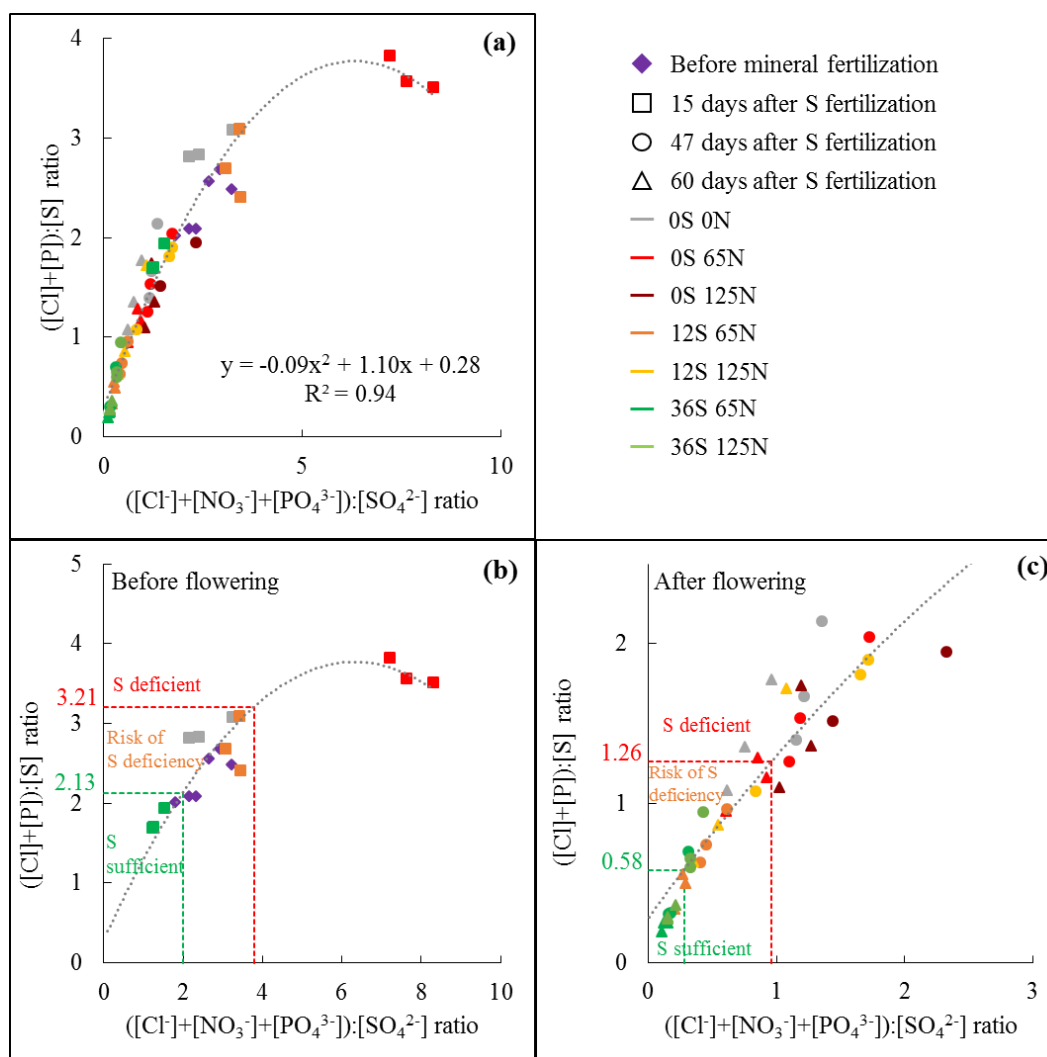 (a)
4
3
2
1
0
0
5
10
([Cl]+[P]):[S] ratio
y = -0.09x² + 1.10x + 0.28
R² = 0.94
([Cl⁻]+[NO₃⁻]+[PO₄³⁻]):[SO₄²⁻] ratio
Before mineral fertilization
15 days after S fertilization
47 days after S fertilization
60 days after S fertilization
0S 0N
0S 65N
0S 125N
12S 65N
12S 125N
36S 65N
36S 125N
(b)
Before flowering
5
4
3
2
1
0
3.21
2.13
S deficient
Risk of
S deficiency
S
sufficient
0
2
4
6
8
10
([Cl]+[P]):[S] ratio
([Cl⁻]+[NO₃⁻]+[PO₄³⁻]):[SO₄²⁻] ratio
(c)
After flowering
2
1
0
1.26
0.58
S deficient
Risk of S
deficiency
S sufficient
0
1
2
3
([Cl]+[P]):[S] ratio
([Cl⁻]+[NO₃⁻]+[PO₄³⁻]):[SO₄²⁻] ratio